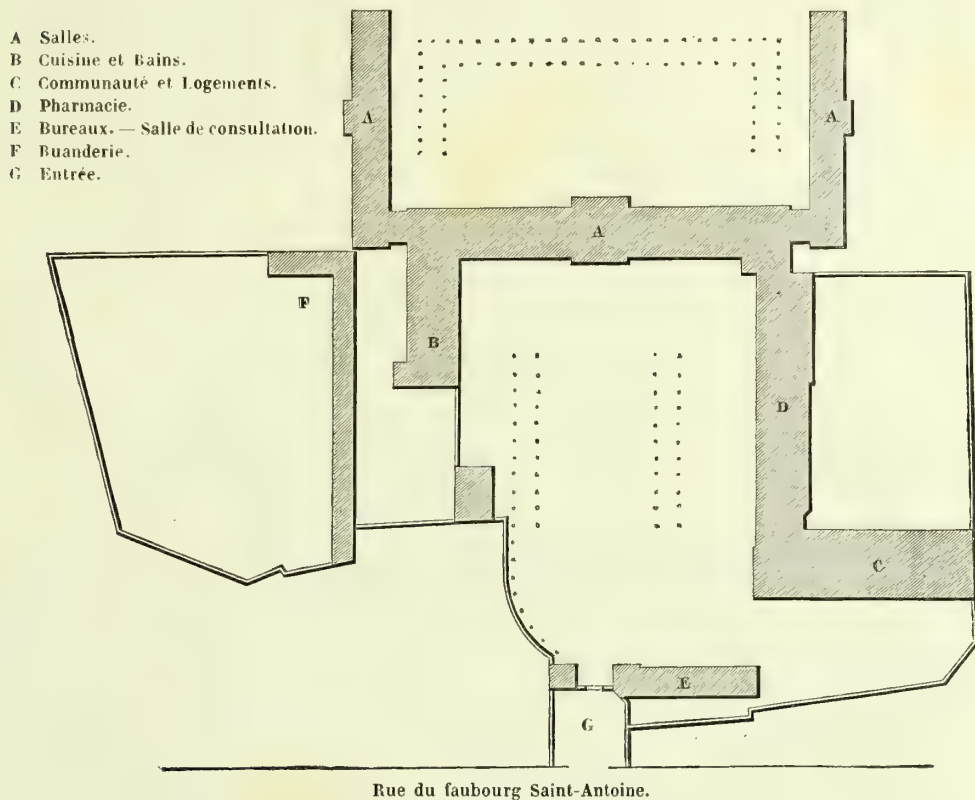 A Salles.
B Cuisine et Bains.
C Communauté et Logements.
D Pharmacie.
E Bureaux. — Salle de consultation.
F Buanderie.
G Entrée.
A
A
A
F
B
D
C
E
G
Rue du faubourg Saint-Antoine.